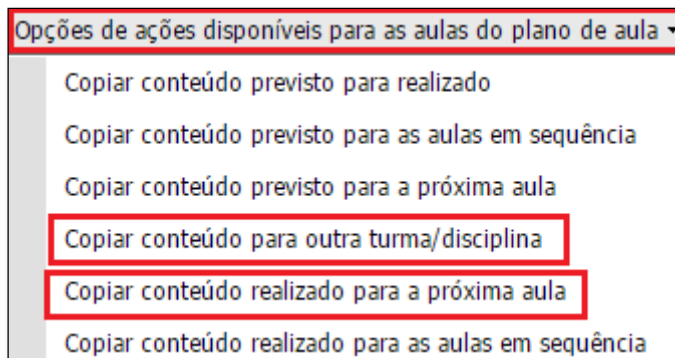 Opções de ações disponíveis para as aulas do plano de aula
Copiar conteúdo previsto para realizado
Copiar conteúdo previsto para as aulas em sequência
Copiar conteúdo previsto para a próxima aula
Copiar conteúdo para outra turma/disciplina
Copiar conteúdo realizado para a próxima aula
Copiar conteúdo realizado para as aulas em sequência